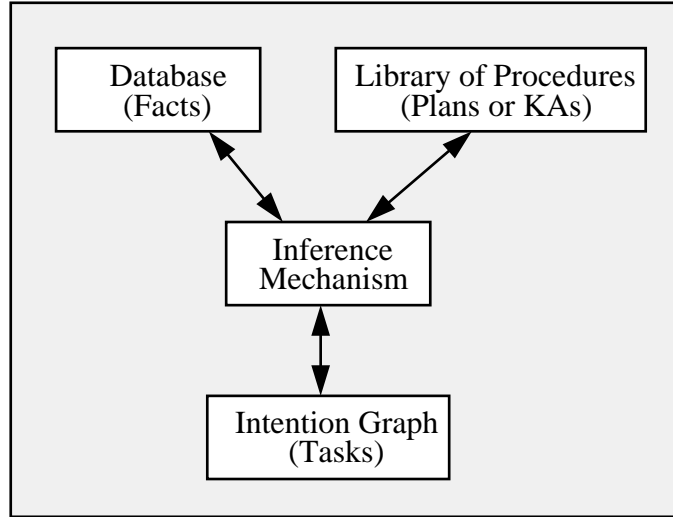 Database
(Facts)
Library of Procedures
(Plans or KAs)
Inference
Mechanism
Intention Graph
(Tasks)